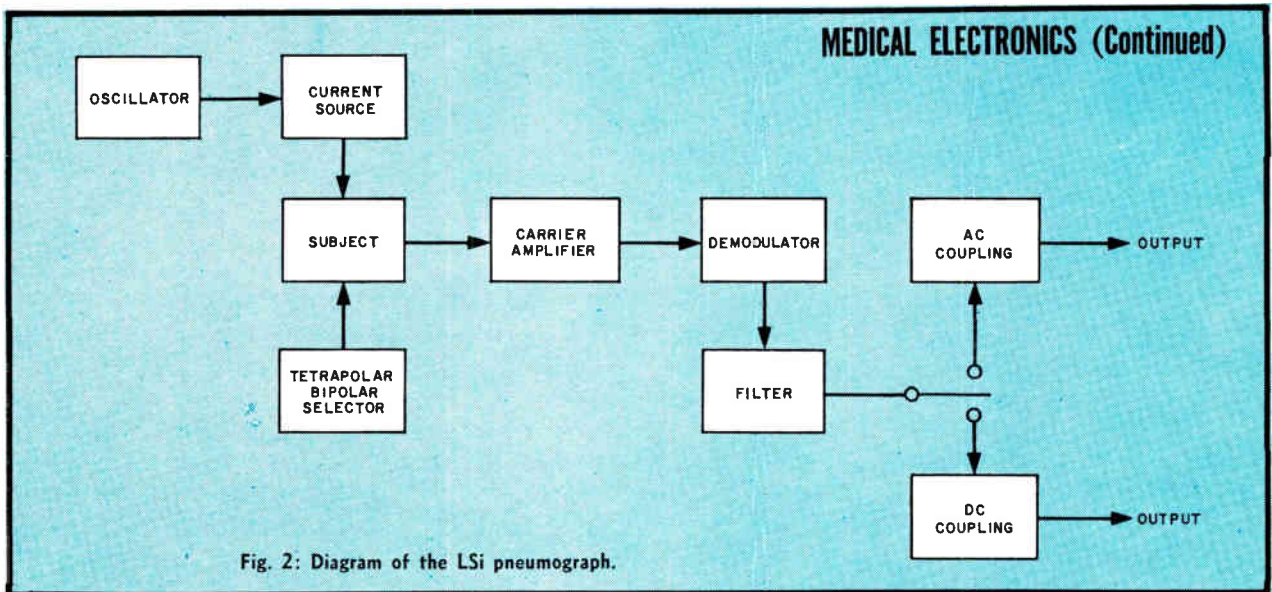 MEDICAL ELECTRONICS (Continued)
OSCILLATOR
CURRENT
SOURCE
SUBJECT
CARRIER
AMPLIFIER
DEMODULATOR
AC
COUPLING
OUTPUT
TETRAPOLAR
BIPOLAR
SELECTOR
FILTER
DC
COUPLING
OUTPUT
Fig. 2: Diagram of the LSi pneumograph.